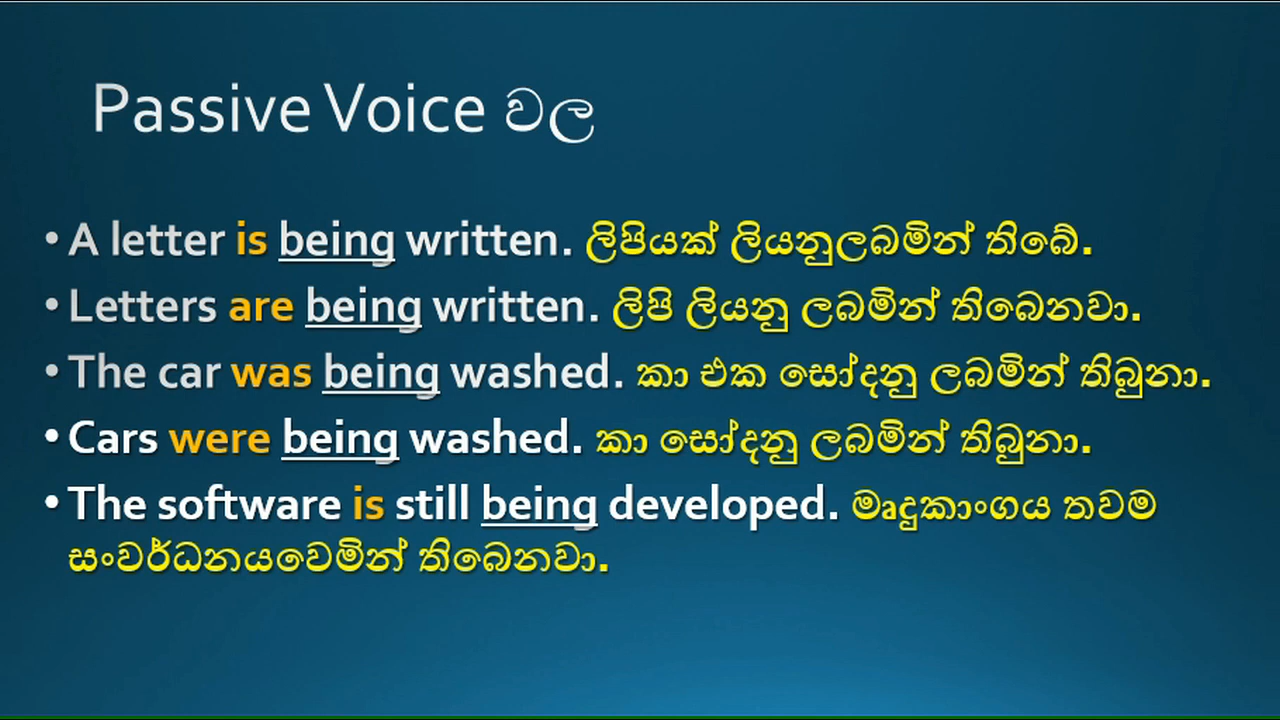 Passive Voice වල
• A letter is being written. ලිපියක් ලියනුලබමින් තිබේ.
• Letters are being written. ලිපි ලියනු ලබමින් තිබෙනවා.
• The car was being washed. කා එක සෝදනු ලබමින් තිබුනා.
• Cars were being washed. කා සෝදනු ලබමින් තිබුනා.
• The software is still being developed. මෘදුකාංගය තවම
සංවර්ධනයවෙමින් තිබෙනවා.